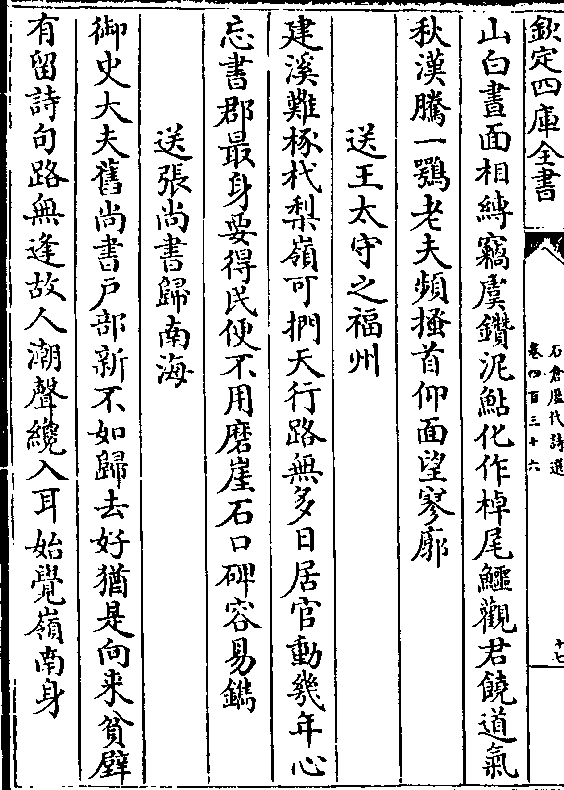 欽定四庫全書
石倉歷代詩選
卷四百三十六
十七
山白晝面相縛竊虞鑽泥鮎化作棹尾鱷觀君饒道氣
秋漢騰一鶚老夫頻搔首仰面望寥廓
送王太守之福州
建溪難椓杙梨嶺可捫天行路無多日居官動幾年心
忘書郡最身要得民便不用磨崖石口碑容易鐫
送張尚書歸南海
御史大夫舊尚書戶部新不如歸去好猶是向來貧壁
有留詩句路無逢故人潮聲纔入耳始覺嶺南身